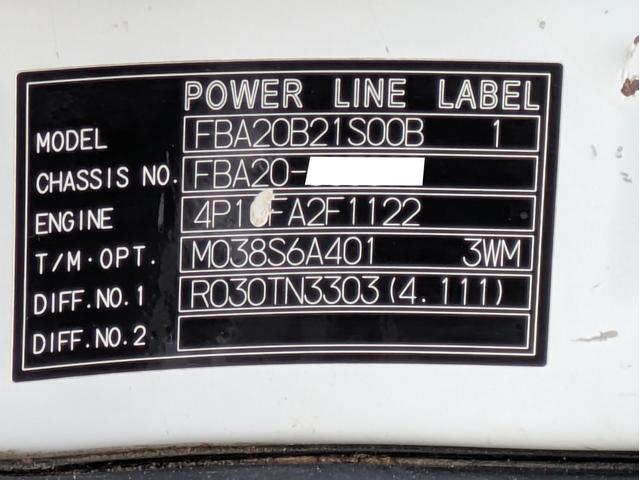 POWER LINE LABEL
MODEL FBA20B21S00B 1
CHASSIS NO. FBA20-
ENGINE
T/M·OPT. M038S6A401 3WM
DIFF.NO.1 R030TN3303(4.111)
DIFF.NO.2